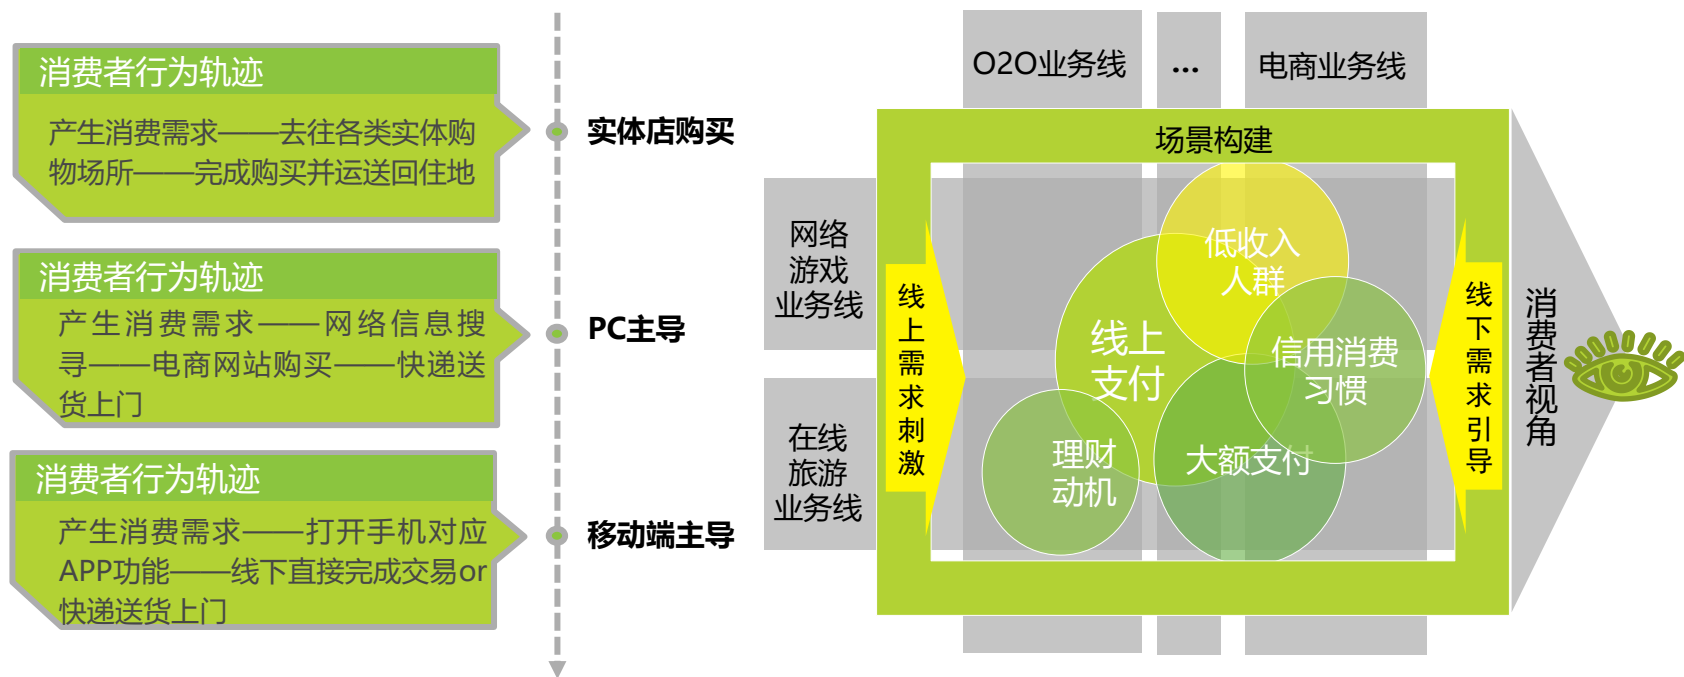 消费者行为轨迹
产生消费需求——去往各类实体购
物场所——完成购买并运送回住地
实体店购买
消费者行为轨迹
产生消费需求——网络信息搜
寻——电商网站购买——快递送
货上门
PC主导
消费者行为轨迹
产生消费需求——打开手机对应
APP功能——线下直接完成交易or
快递送货上门
移动端主导
O2O业务线
...
电商业务线
场景构建
网络
游戏
业务线
在线
旅游
业务线
线上需求刺激
低收入
人群
线上
支付
信用消费
习惯
理财
动机
大额支付
线下需求引导
消费者视角